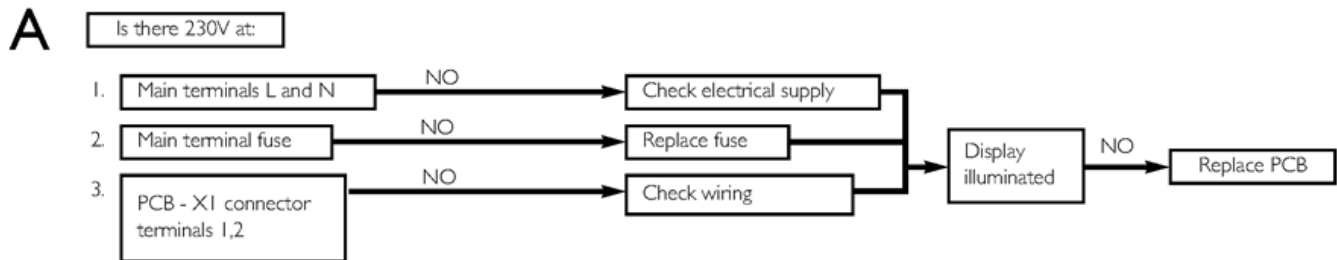 A
Is there 230V at:
1. Main terminals L and N
NO
Check electrical supply
2. Main terminal fuse
NO
Replace fuse
3. PCB - X1 connector
terminals 1,2
NO
Check wiring
Display
illuminated
NO
Replace PCB